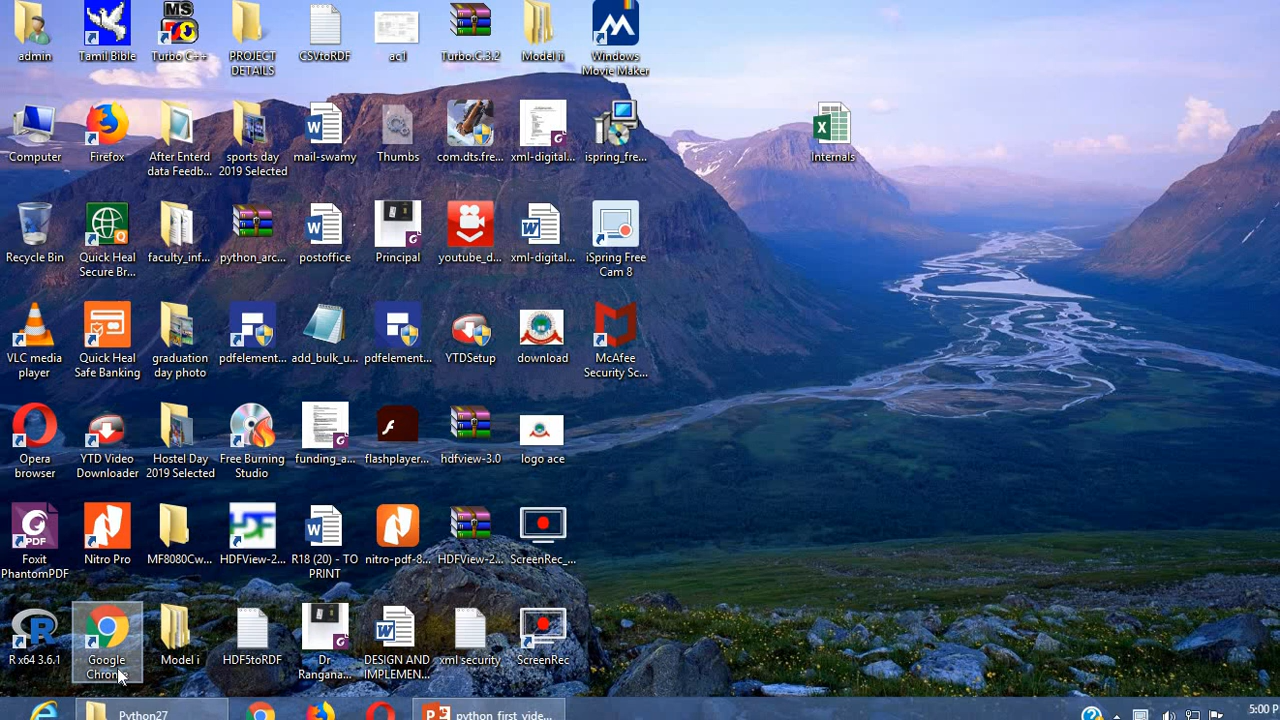 MS
admin
Tamil Bible
Turbo C++
PROJECT
DETAILS
CSVtoRDF
ac1
Turbo.C.3.2
Model ii
Windows
Movie Maker
Computer
Firefox
After Enterd
data Feedb...
sports day
2019 Selected
mail-swamy
Thumbs
com.dts.fre...
xml-digital...
ispring_fre...
Internals
Recycle Bin
Quick Heal
Secure Br...
faculty_inf...
python_arc...
postoffice
Principal
youtube_d...
xml-digital...
iSpring Free
Cam 8
VLC media
player
Quick Heal
Safe Banking
graduation
day photo
pdfelement...
add_bulk_u...
pdfelement...
YTDSetup
download
McAfee
Security Sc...
Opera
browser
YTD Video
Downloader
Hostel Day
2019 Selected
Free Burning
Studio
funding_a...
flashplayer...
hdfview-3.0
logo ace
PDF
Foxit
PhantomPDF
Nitro Pro
MF8080Cw...
HDFView-2...
R18 (20) - TO
PRINT
nitro-pdf-8...
HDFView-2...
ScreenRec_...
R x64 3.6.1
Google
Chrome
Model i
HDF5toRDF
Dr
Rangana...
DESIGN AND
IMPLEMEN...
xml security
ScreenRec
Python27
python first vide...
5:00 P